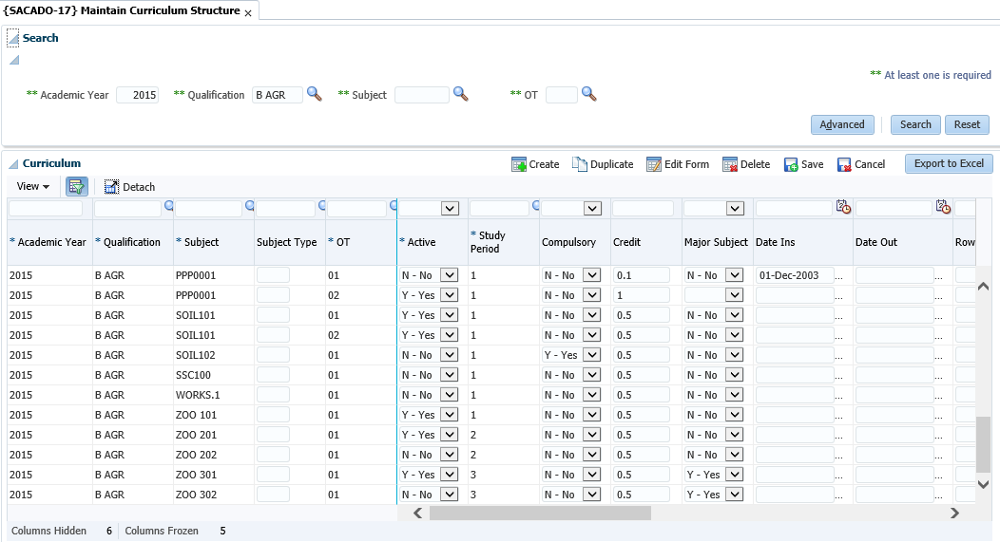 {SACADO-17} Maintain Curriculum Structure ×
Search
** At least one is required
** Academic Year 2015 ** Qualification B AGR ** Subject ** OT
Advanced Search Reset
Curriculum Create Duplicate Edit Form Delete Save Cancel Export to Excel
View Detach
* Academic Year * Qualification * Subject Subject Type * OT * Active * Study Period Compulsory Credit Major Subject Date Ins Date Out Row
2015 B AGR PPP0001 01 N - No 1 N - No 0.1 N - No 01-Dec-2003 ... ...
2015 B AGR PPP0001 02 Y - Yes 1 N - No 1 ... ...
2015 B AGR SOIL101 01 Y - Yes 1 N - No 0.5 N - No ... ...
2015 B AGR SOIL101 02 Y - Yes 1 N - No 0.5 N - No ... ...
2015 B AGR SOIL102 01 N - No 1 Y - Yes 0.5 N - No ... ...
2015 B AGR SSC100 01 N - No 1 N - No 0.5 N - No ... ...
2015 B AGR WORKS.1 01 N - No 1 N - No 0.5 N - No ... ...
2015 B AGR ZOO 101 01 Y - Yes 1 N - No 0.5 N - No ... ...
2015 B AGR ZOO 201 01 Y - Yes 2 N - No 0.5 N - No ... ...
2015 B AGR ZOO 202 01 N - No 2 N - No 0.5 N - No ... ...
2015 B AGR ZOO 301 01 Y - Yes 3 N - No 0.5 Y - Yes ... ...
2015 B AGR ZOO 302 01 N - No 3 N - No 0.5 Y - Yes ... ...
Columns Hidden 6 Columns Frozen 5